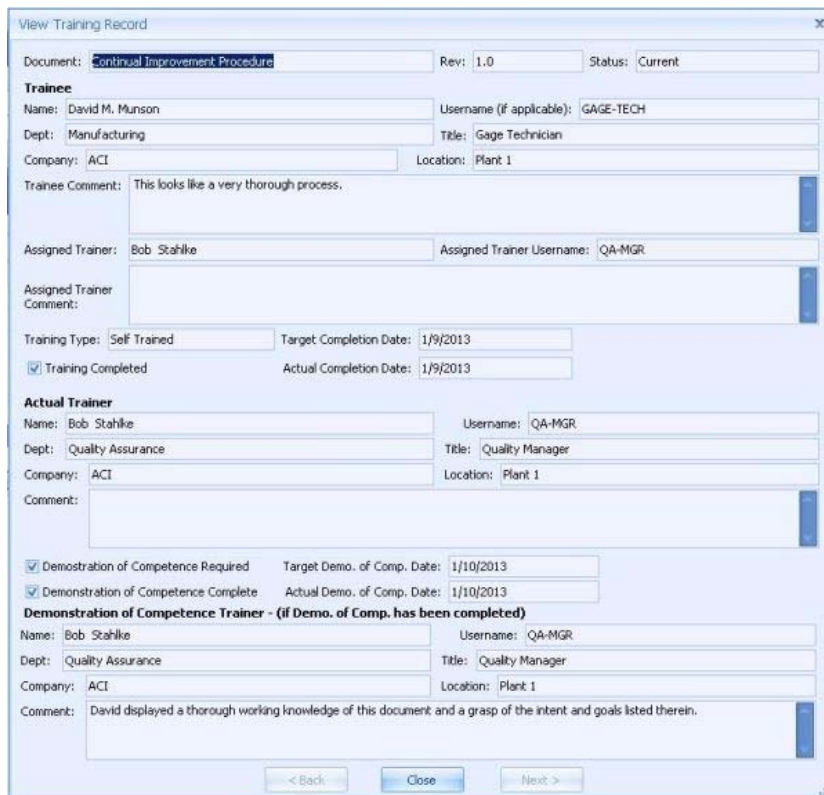 View Training Record X
Document: Continual Improvement Procedure Rev: 1.0 Status: Current
Trainee
Name: David M. Munson Username (if applicable): GAGE-TECH
Dept: Manufacturing Title: Gage Technician
Company: ACI Location: Plant 1
Trainee Comment: This looks like a very thorough process.
Assigned Trainer: Bob Stahlke Assigned Trainer Username: QA-MGR
Assigned Trainer
Comment:
Training Type: Self Trained Target Completion Date: 1/9/2013
Training Completed Actual Completion Date: 1/9/2013
Actual Trainer
Name: Bob Stahlke Username: QA-MGR
Dept: Quality Assurance Title: Quality Manager
Company: ACI Location: Plant 1
Comment:
Demostration of Competence Required Target Demo. of Comp. Date: 1/10/2013
Demonstration of Competence Complete Actual Demo. of Comp. Date: 1/10/2013
Demonstration of Competence Trainer - (if Demo. of Comp. has been completed)
Name: Bob Stahlke Username: QA-MGR
Dept: Quality Assurance Title: Quality Manager
Company: ACI Location: Plant 1
Comment: David displayed a thorough working knowledge of this document and a grasp of the intent and goals listed therein.
< Back Close Next >